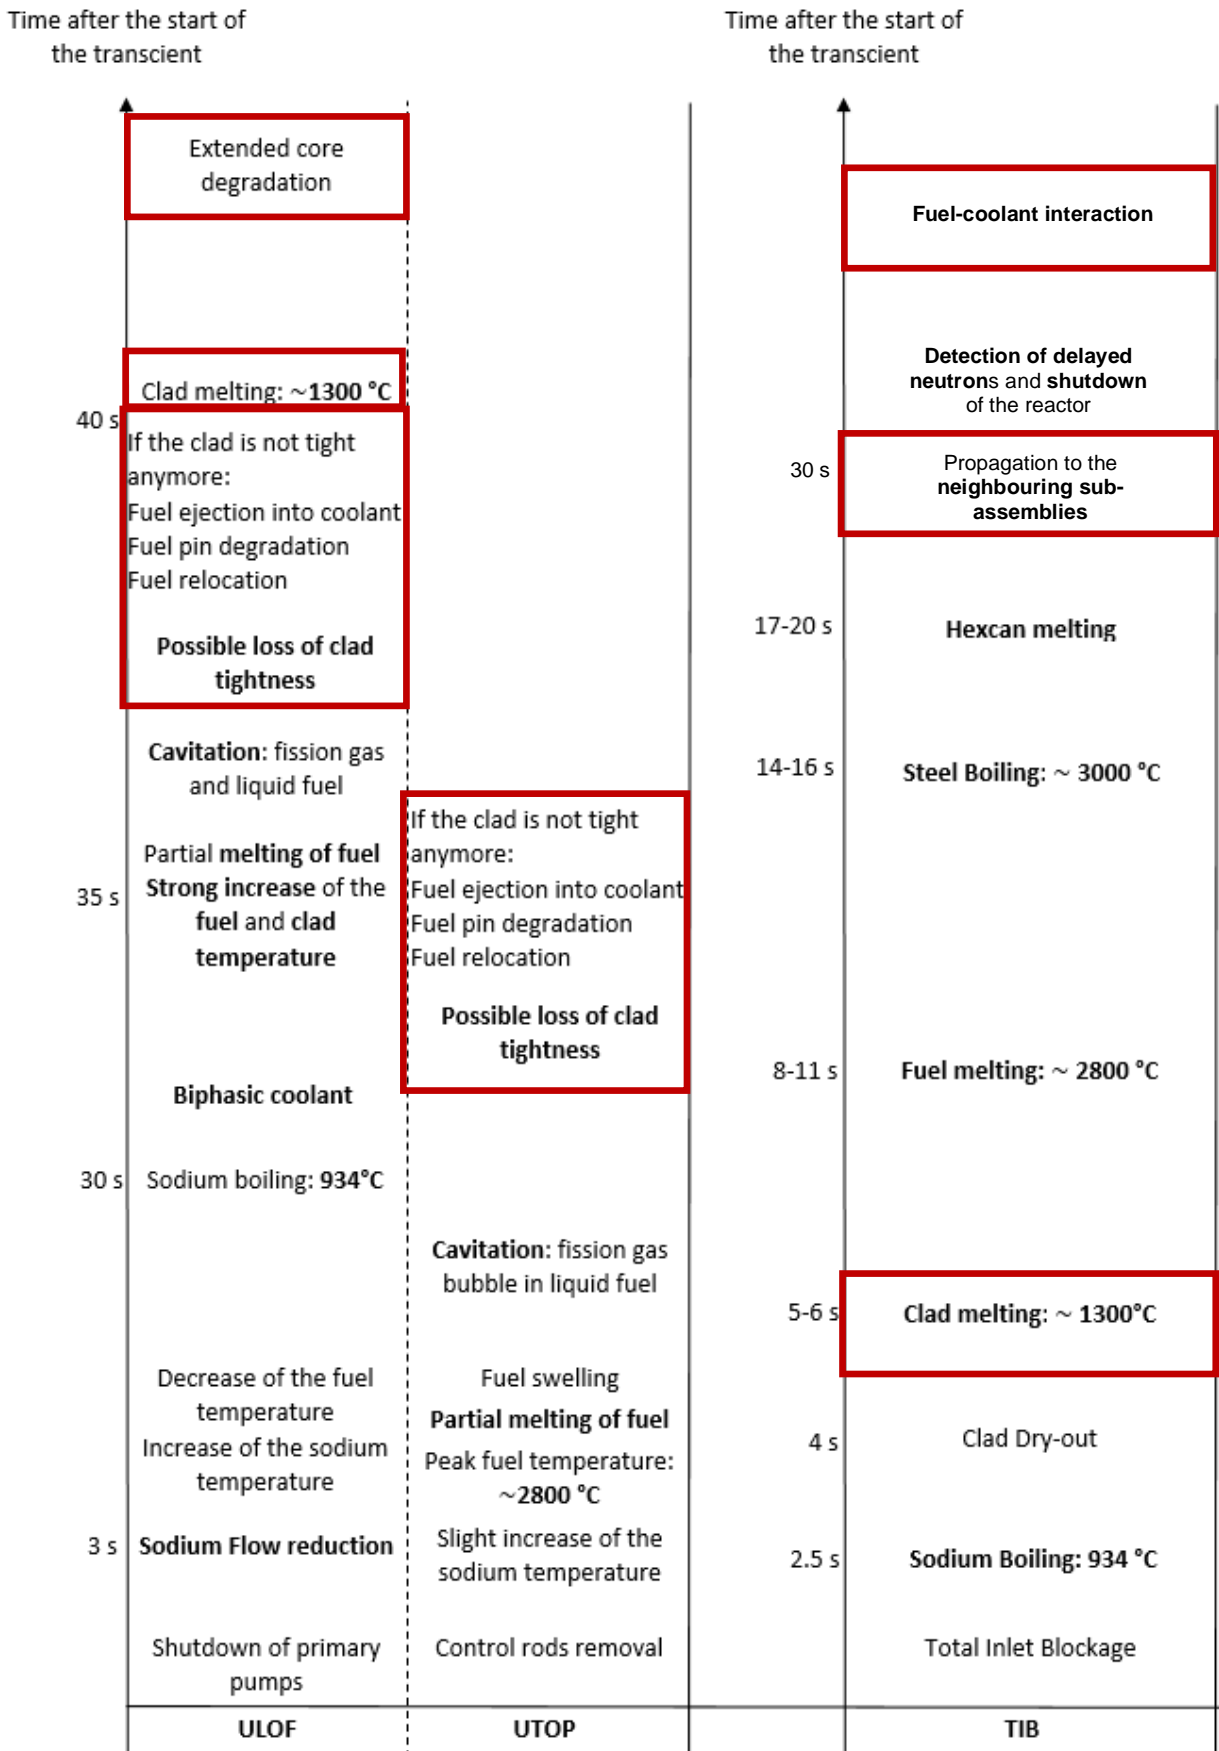 Time after the start of
the transcient
Extended core
degradation
Clad melting: ~1300 °C
40 s
If the clad is not tight
anymore:
Fuel ejection into coolant
Fuel pin degradation
Fuel relocation
Possible loss of clad
tightness
Cavitation: fission gas
and liquid fuel
Partial melting of fuel
Strong increase of the
35 s
fuel and clad
temperature
Biphasic coolant
30 s
Sodium boiling: 934°C
Decrease of the fuel
temperature
Increase of the sodium
temperature
3 s
Sodium Flow reduction
Shutdown of primary
pumps
ULOF
If the clad is not tight
anymore:
Fuel ejection into coolant
Fuel pin degradation
Fuel relocation
Possible loss of clad
tightness
Cavitation: fission gas
bubble in liquid fuel
Fuel swelling
Partial melting of fuel
Peak fuel temperature:
~2800 °C
Slight increase of the
sodium temperature
Control rods removal
UTOP
Time after the start of
the transcient
Fuel-coolant interaction
Detection of delayed
neutrons and shutdown
of the reactor
30 s
Propagation to the
neighbouring sub-
assemblies
17-20 s
Hexcan melting
14-16 s
Steel Boiling: ~ 3000 °C
8-11 s
Fuel melting: ~ 2800 °C
5-6 s
Clad melting: ~ 1300°C
4 s
Clad Dry-out
2.5 s
Sodium Boiling: 934 °C
Total Inlet Blockage
TIB